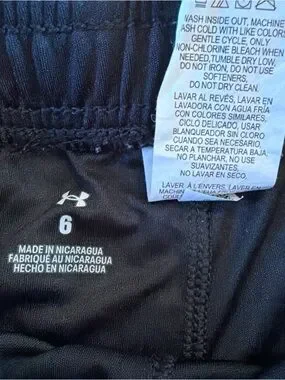 WASH INSIDE OUT, MACHINE
WASH COLD WITH LIKE COLORS
GENTLE CYCLE, ONLY
NON-CHLORINE BLEACH WHEN
NEEDED, TUMBLE DRY LOW,
DO NOT IRON, DO NOT USE
SOFTENERS,
DO NOT DRY CLEAN.
LAVAR AL REVÉS, LAVAR EN
LAVADORA CON AGUA FRÍA
CON COLORES SIMILARES,
CICLO DELICADO, USAR
BLANQUEADOR SIN CLORO
CUANDO SEA NECESARIO,
SECAR A TEMPERATURA BAJA,
NO PLANCHAR, NO USE
SUAVIZANTES,
NO LAVAR EN SECO.
LAVER À L'ENVERS, LAVER
6
MADE IN NICARAGUA
FABRIQUÉ AU NICARAGUA
HECHO EN NICARAGUA